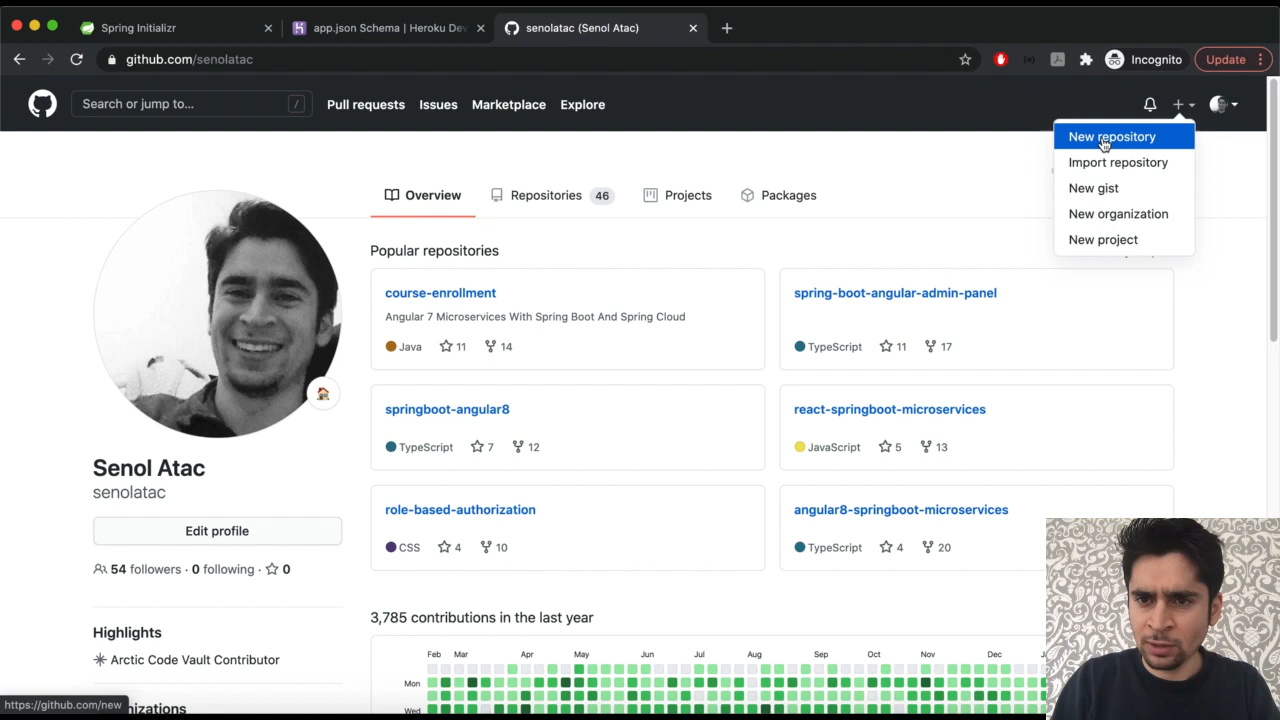 Spring Initializr
app.json Schema | Heroku Dev
senolatac (Senol Atac)
github.com/senolatac
Incognito
Update
Search or jump to...
/
Pull requests
Issues
Marketplace
Explore
New repository
Import repository
New gist
New organization
New project
Overview
Repositories 46
Projects
Packages
Popular repositories
course-enrollment
Angular 7 Microservices With Spring Boot And Spring Cloud
Java 11 14
spring-boot-angular-admin-panel
TypeScript 11 17
springboot-angular8
TypeScript 7 12
react-springboot-microservices
JavaScript 5 13
role-based-authorization
CSS 4 10
angular8-springboot-microservices
TypeScript 4 20
Senol Atac
senolatac
Edit profile
54 followers · 0 following · 0
Highlights
Arctic Code Vault Contributor
3,785 contributions in the last year
Feb Mar Apr May Jun Jul Aug Sep Oct Nov Dec
Mon
Wed
https://github.com/new